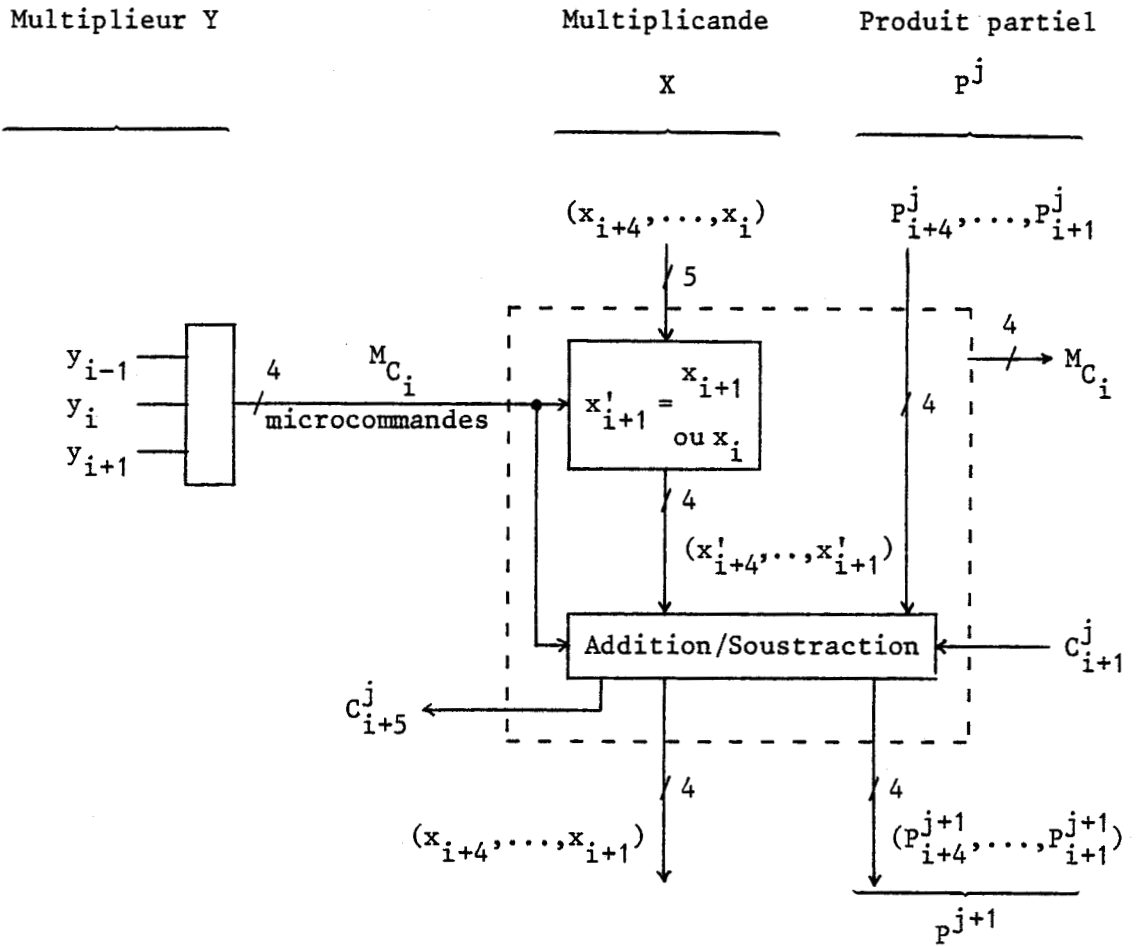 Multiplieur Y
Multiplicande
Produit partiel
X
P^j
(x_{i+4},...,x_i)
P^j_{i+4},...,P^j_{i+1}
5
4
y_{i-1}
y_i
y_{i+1}
4
M_{C_i}
microcommandes
x'_{i+1} = x_{i+1}
ou x_i
4
M_{C_i}
4
(x'_{i+4},..,x'_{i+1})
Addition/Soustraction
C^j_{i+1}
C^j_{i+5}
4
4
(x_{i+4},...,x_{i+1})
(P^{j+1}_{i+4},...,P^{j+1}_{i+1})
P^{j+1}